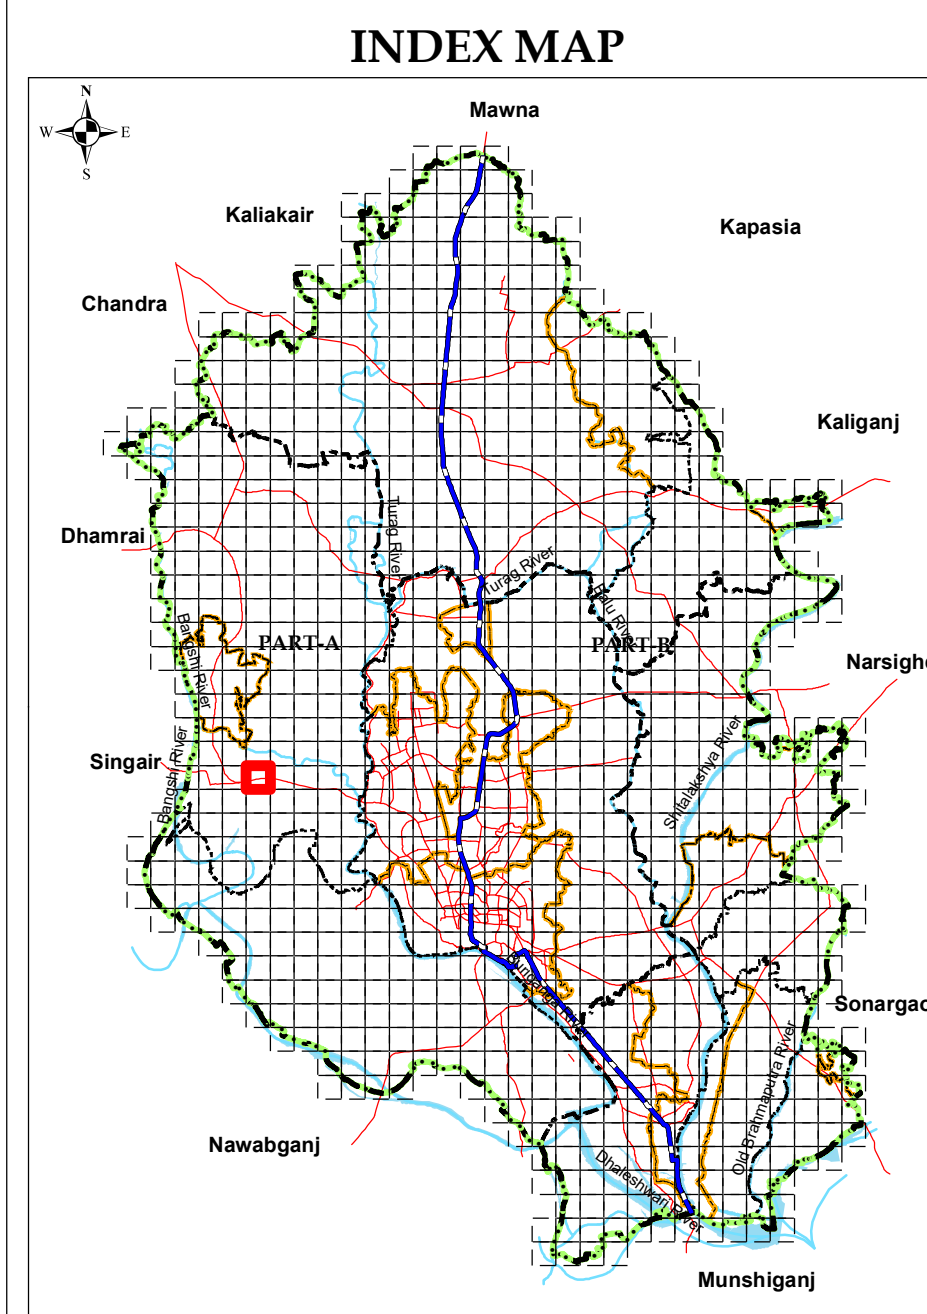 INDEX MAP
N
W E
S
Mawna
Kaliakair
Kapasia
Chandra
Kaliganj
Dhamrai
Turag River
Turag River
Balu River
Bangshi River
PART-A
PART-B
Narsigh
Shitalakshya River
Singair
Bangshi River
Buriganga River
Sonargao
Old Brahmaputra River
Nawabganj
Dhaleshwari River
Munshiganj